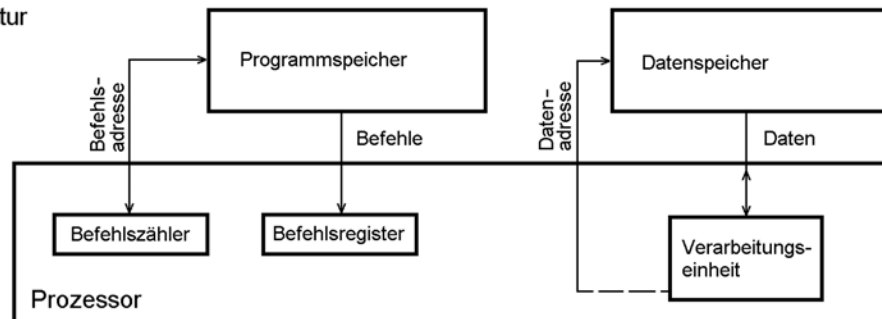 tur
Programmspeicher
Datenspeicher
Befehls-
adresse
Befehle
Daten-
adresse
Daten
Befehlszähler
Befehlsregister
Verarbeitungs-
einheit
Prozessor